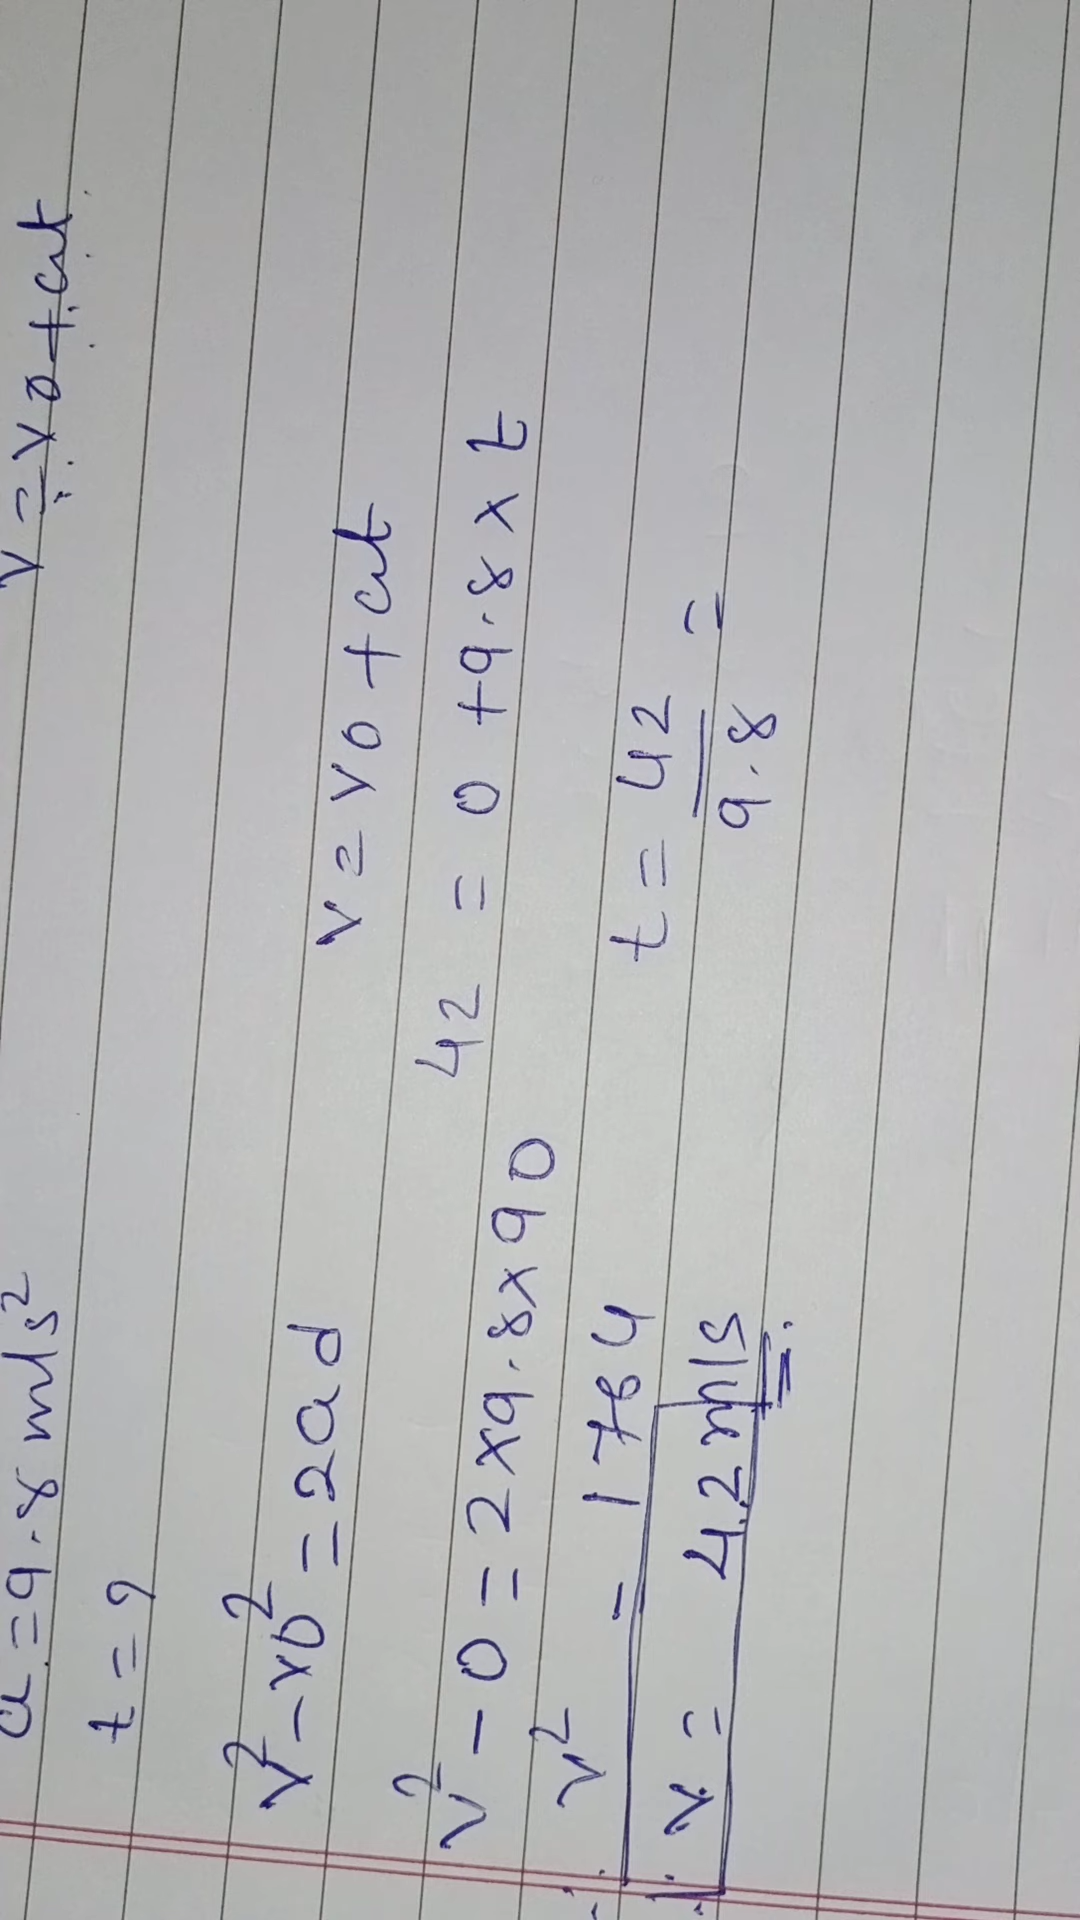 a = 9.8 m/s²
v = v0 + at
t = ?
v² - v0² = 2ad
v² - 0 = 2 x 9.8 x 90
v² = 1764
v = 42 m/s
v = v0 + at
42 = 0 + 9.8 x t
t = 42/9.8 =